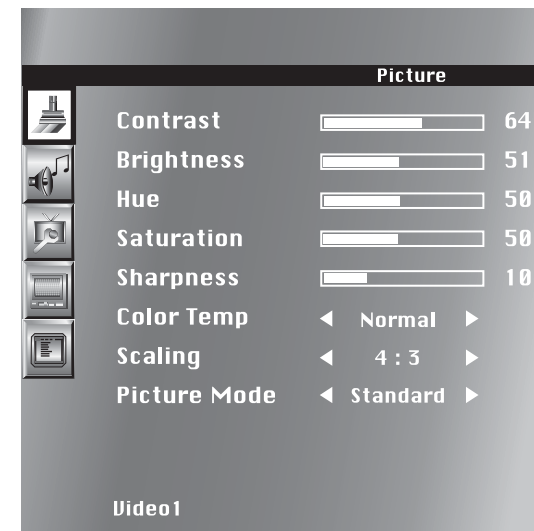 Picture
Contrast 64
Brightness 51
Hue 50
Saturation 50
Sharpness 10
Color Temp Normal
Scaling 4 : 3
Picture Mode Standard
Video1